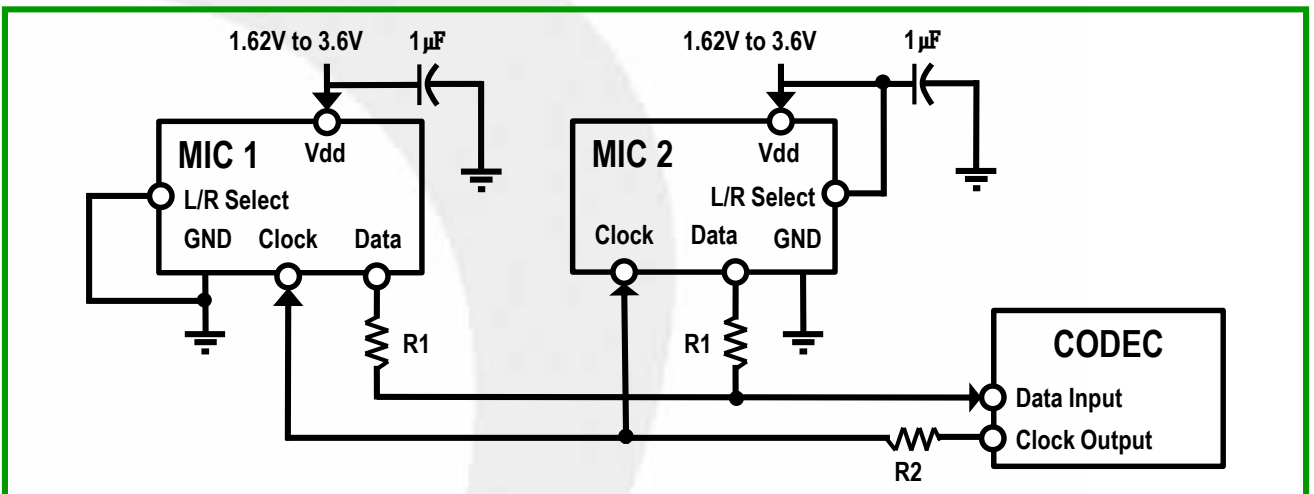 1.62V to 3.6V
1µF
1.62V to 3.6V
1µF
MIC 1
Vdd
L/R Select
GND
Clock
Data
MIC 2
Vdd
L/R Select
Clock
Data
GND
R1
R1
CODEC
Data Input
Clock Output
R2